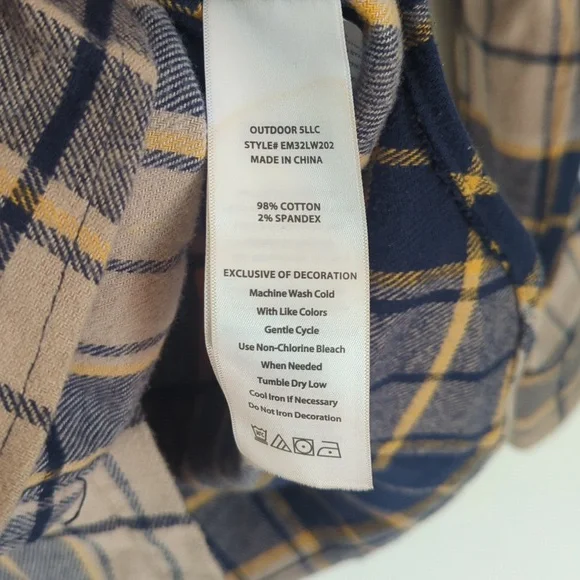 OUTDOOR 5LLC
STYLE# EM32LW202
MADE IN CHINA
98% COTTON
2% SPANDEX
EXCLUSIVE OF DECORATION
Machine Wash Cold
With Like Colors
Gentle Cycle
Use Non-Chlorine Bleach
When Needed
Tumble Dry Low
Cool Iron If Necessary
Do Not Iron Decoration